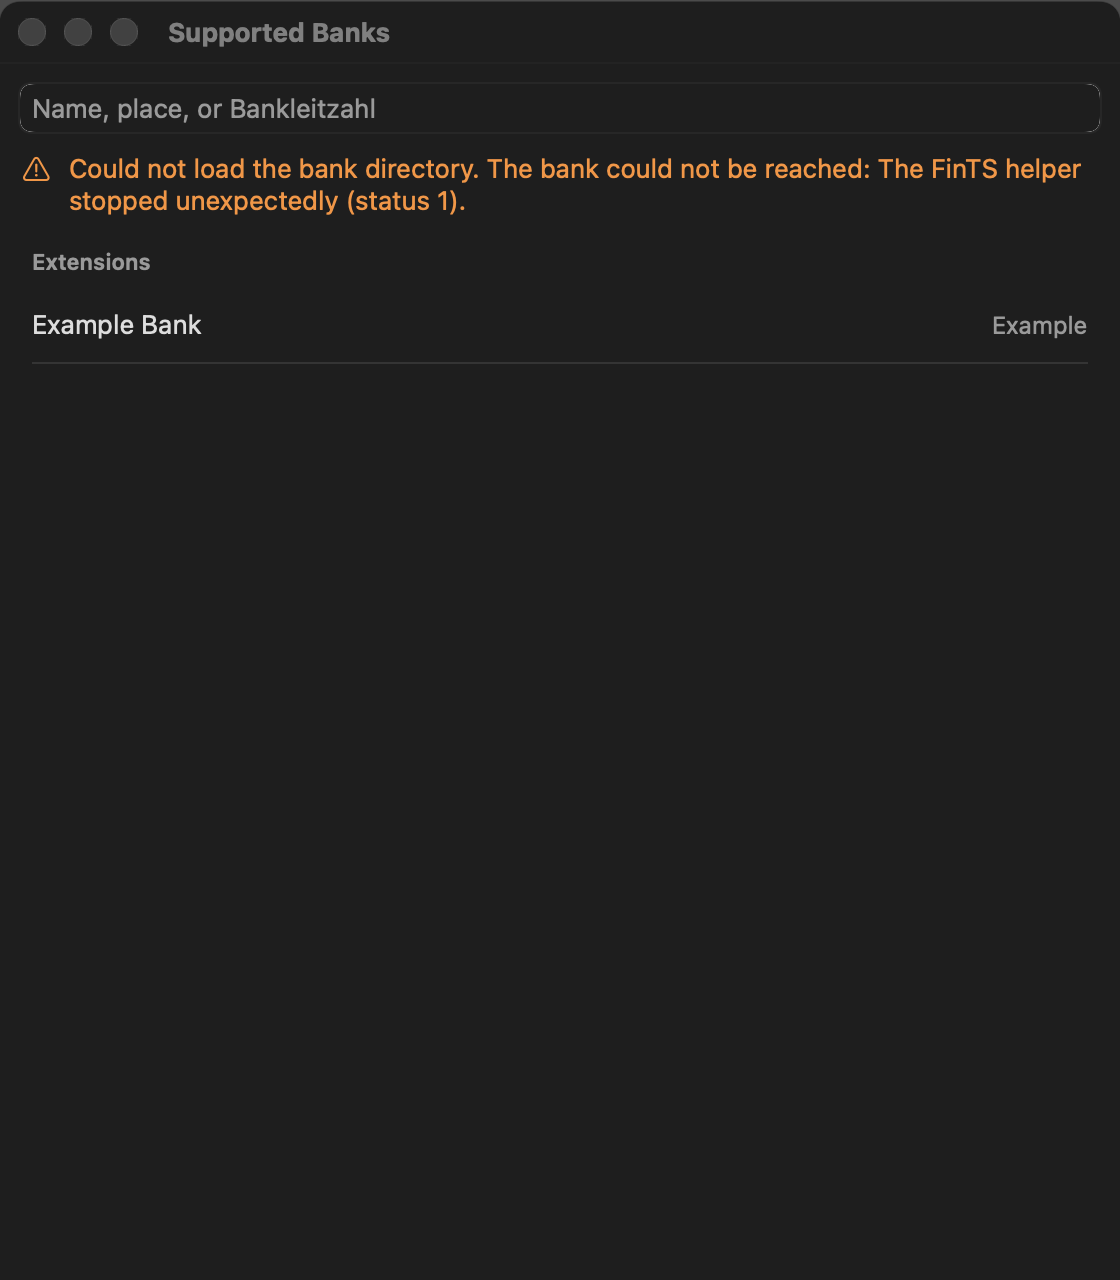 Supported Banks
Name, place, or Bankleitzahl
Could not load the bank directory. The bank could not be reached: The FinTS helper
stopped unexpectedly (status 1).
Extensions
Example Bank
Example